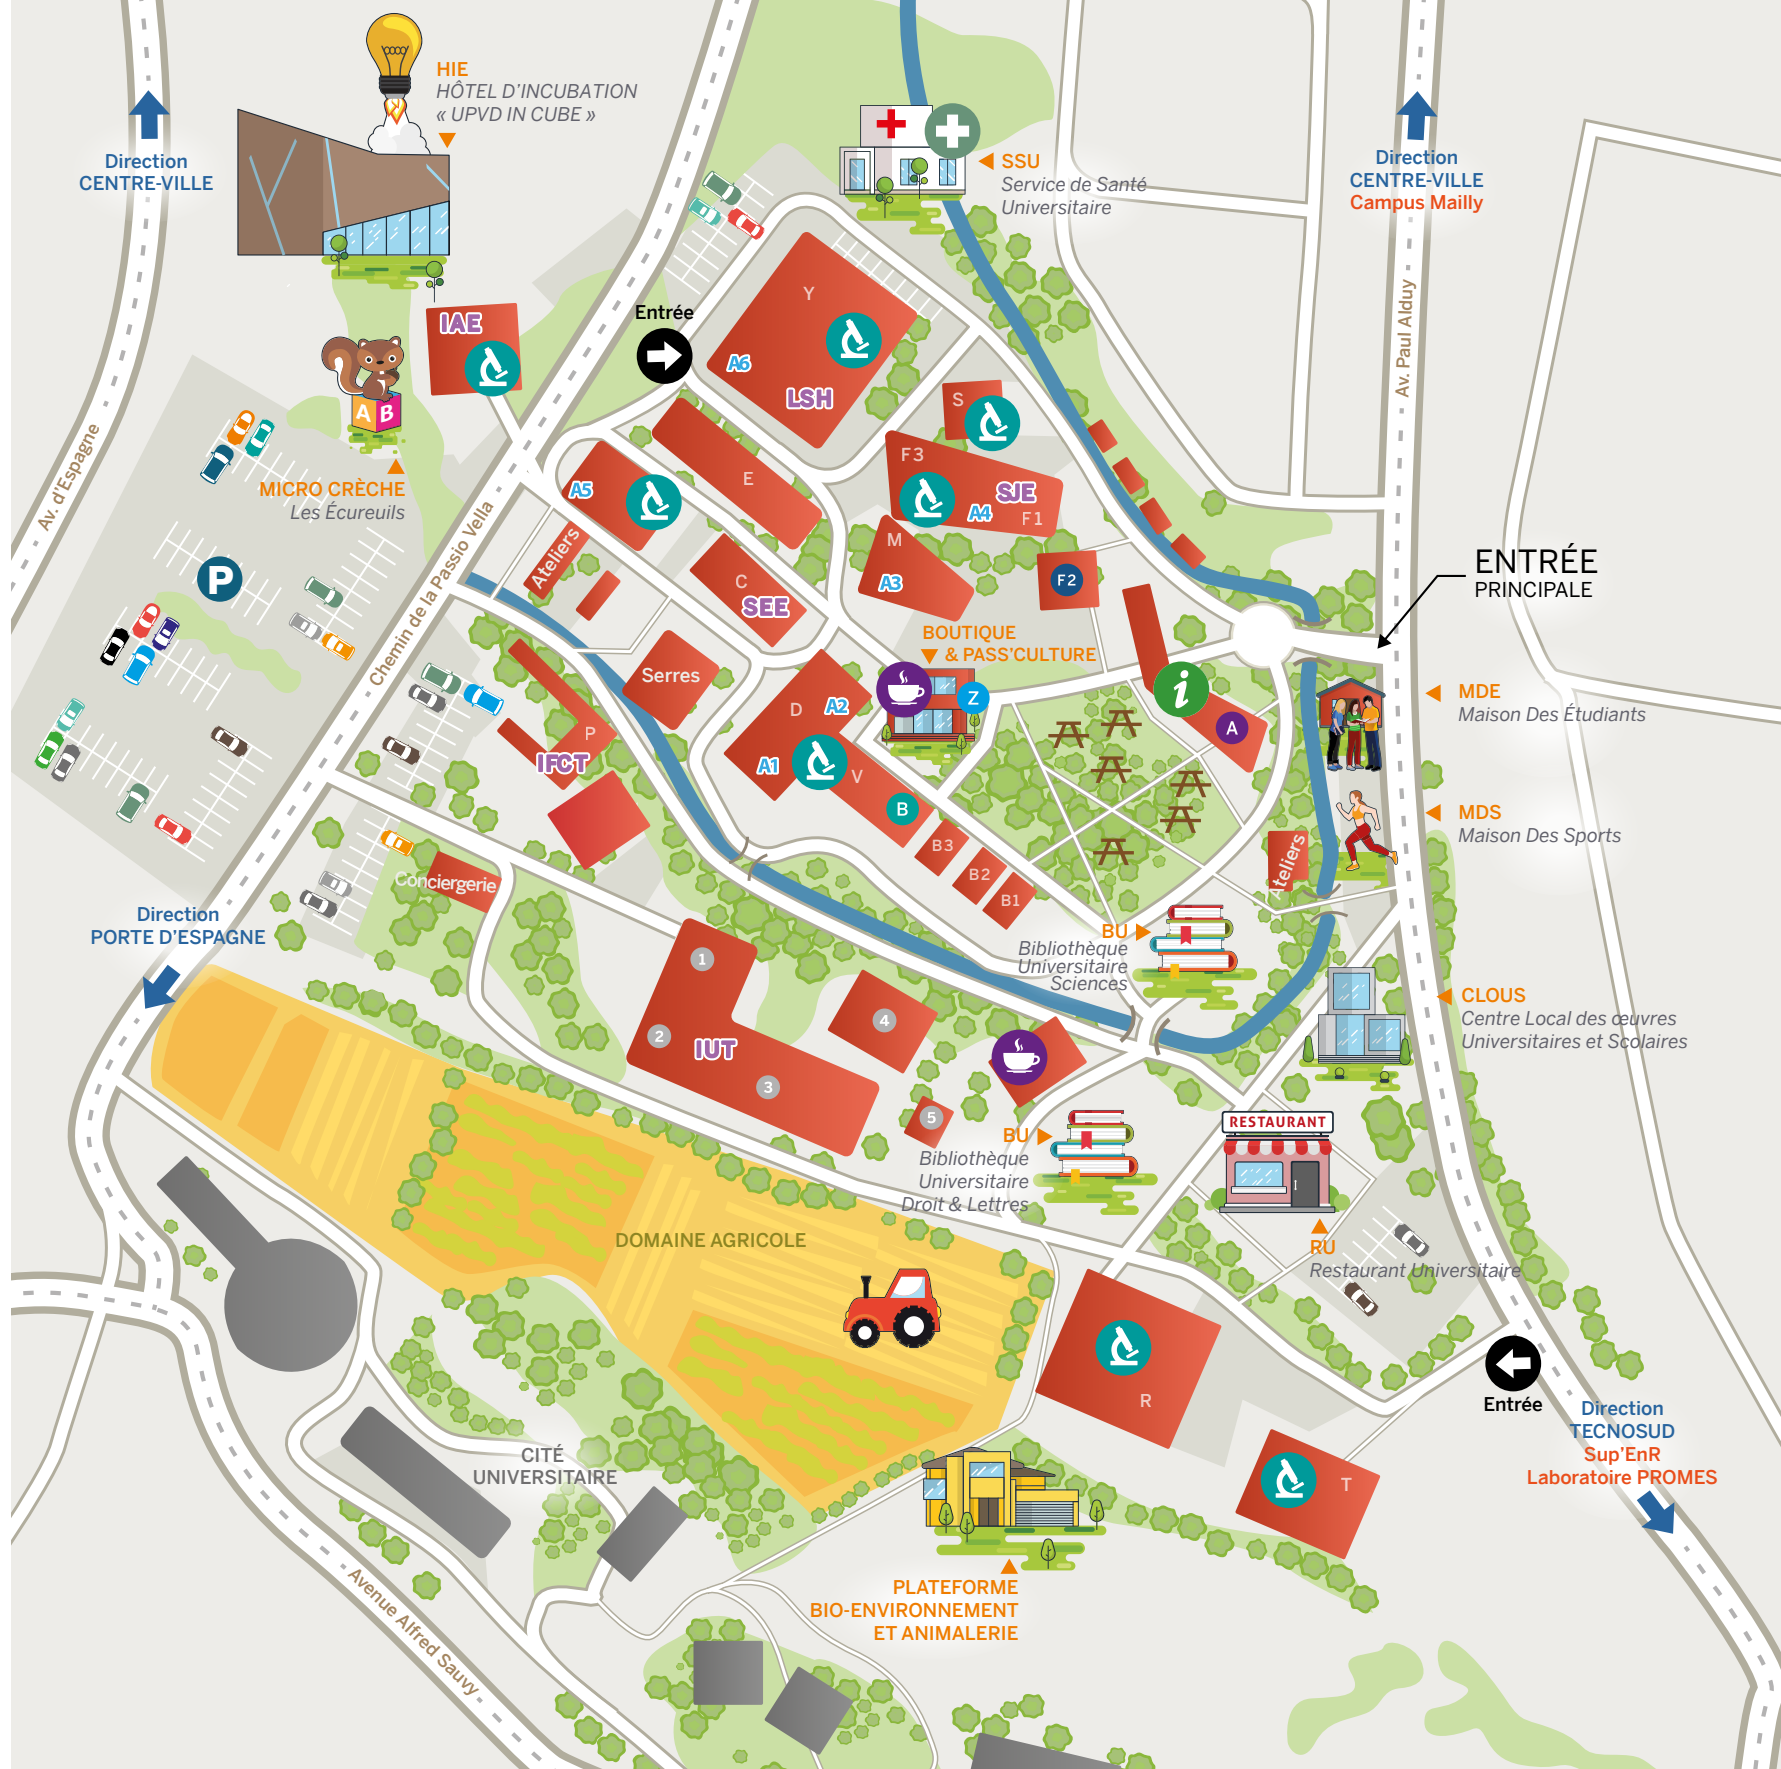 HIE
HÔTEL D'INCUBATION
« UPVD IN CUBE »
Direction
CENTRE-VILLE
SSU
Service de Santé
Universitaire
Direction
CENTRE-VILLE
Campus Mailly
Av. Paul Alduy
Av. d'Espagne
Chemin de la Passio Vella
Entrée
IAE
A B
MICRO CRÈCHE
Les Écureuils
P
Y
A6
LSH
S
F3
SJE
A4
F1
E
A5
Ateliers
M
A3
F2
C
SEE
ENTRÉE
PRINCIPALE
BOUTIQUE
& PASS'CULTURE
Z
i
A
Serres
D
A2
A1
V
B
B3
B2
B1
P
IFCT
MDE
Maison Des Étudiants
MDS
Maison Des Sports
Ateliers
Conciergerie
Direction
PORTE D'ESPAGNE
BU
Bibliothèque
Universitaire
Sciences
CLOUS
Centre Local des œuvres
Universitaires et Scolaires
1
2
IUT
3
4
5
BU
Bibliothèque
Universitaire
Droit & Lettres
RESTAURANT
RU
Restaurant Universitaire
DOMAINE AGRICOLE
R
T
Entrée
Direction
TECNOSUD
Sup'EnR
Laboratoire PROMES
CITÉ
UNIVERSITAIRE
PLATEFORME
BIO-ENVIRONNEMENT
ET ANIMALERIE
Avenue Alfred Sauvy